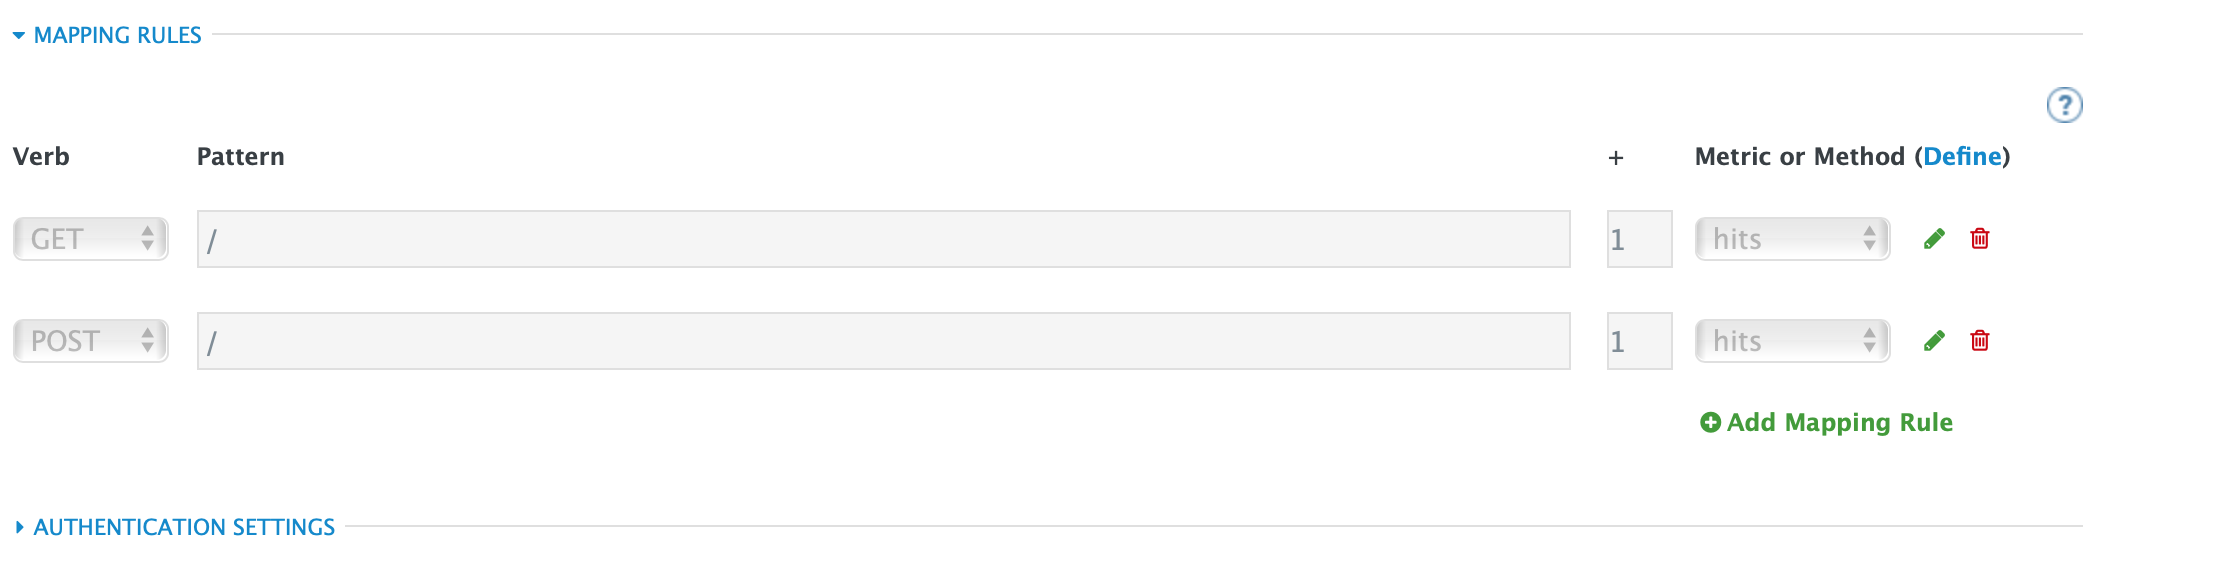 MAPPING RULES
?
Verb Pattern + Metric or Method (Define)
GET / 1 hits
POST / 1 hits
Add Mapping Rule
AUTHENTICATION SETTINGS